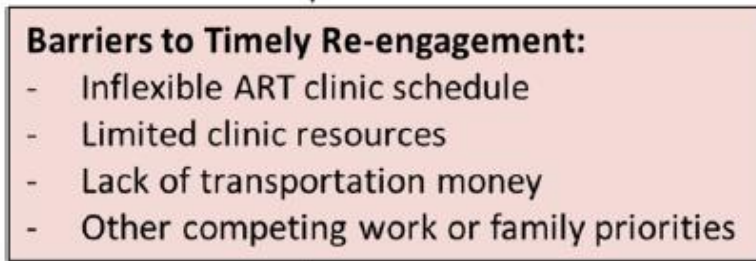 Barriers to Timely Re-engagement:
- Inflexible ART clinic schedule
- Limited clinic resources
- Lack of transportation money
- Other competing work or family priorities